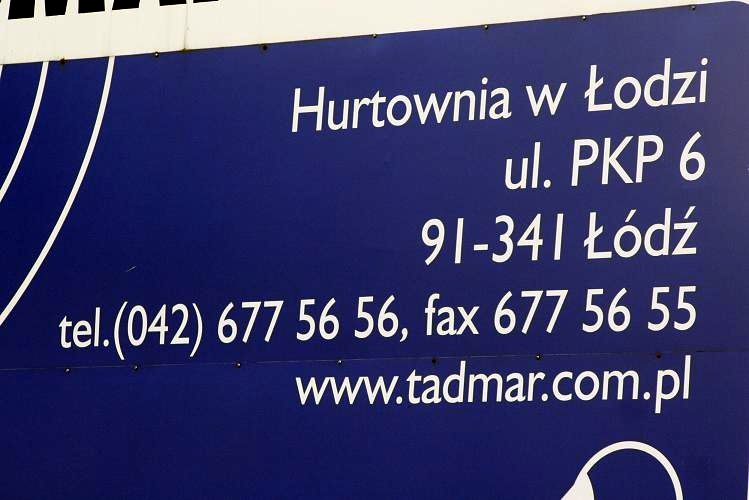 Hurtownia w Łodzi
ul. PKP 6
91-341 Łódź
tel.(042) 677 56 56, fax 677 56 55
www.tadmar.com.pl